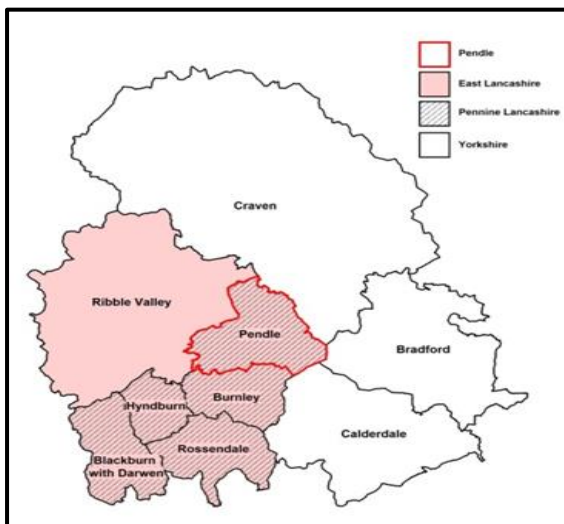 Pendle
East Lancashire
Pennine Lancashire
Yorkshire
Craven
Ribble Valley
Pendle
Bradford
Hyndburn
Burnley
Calderdale
Rossendale
Blackburn
with Darwen